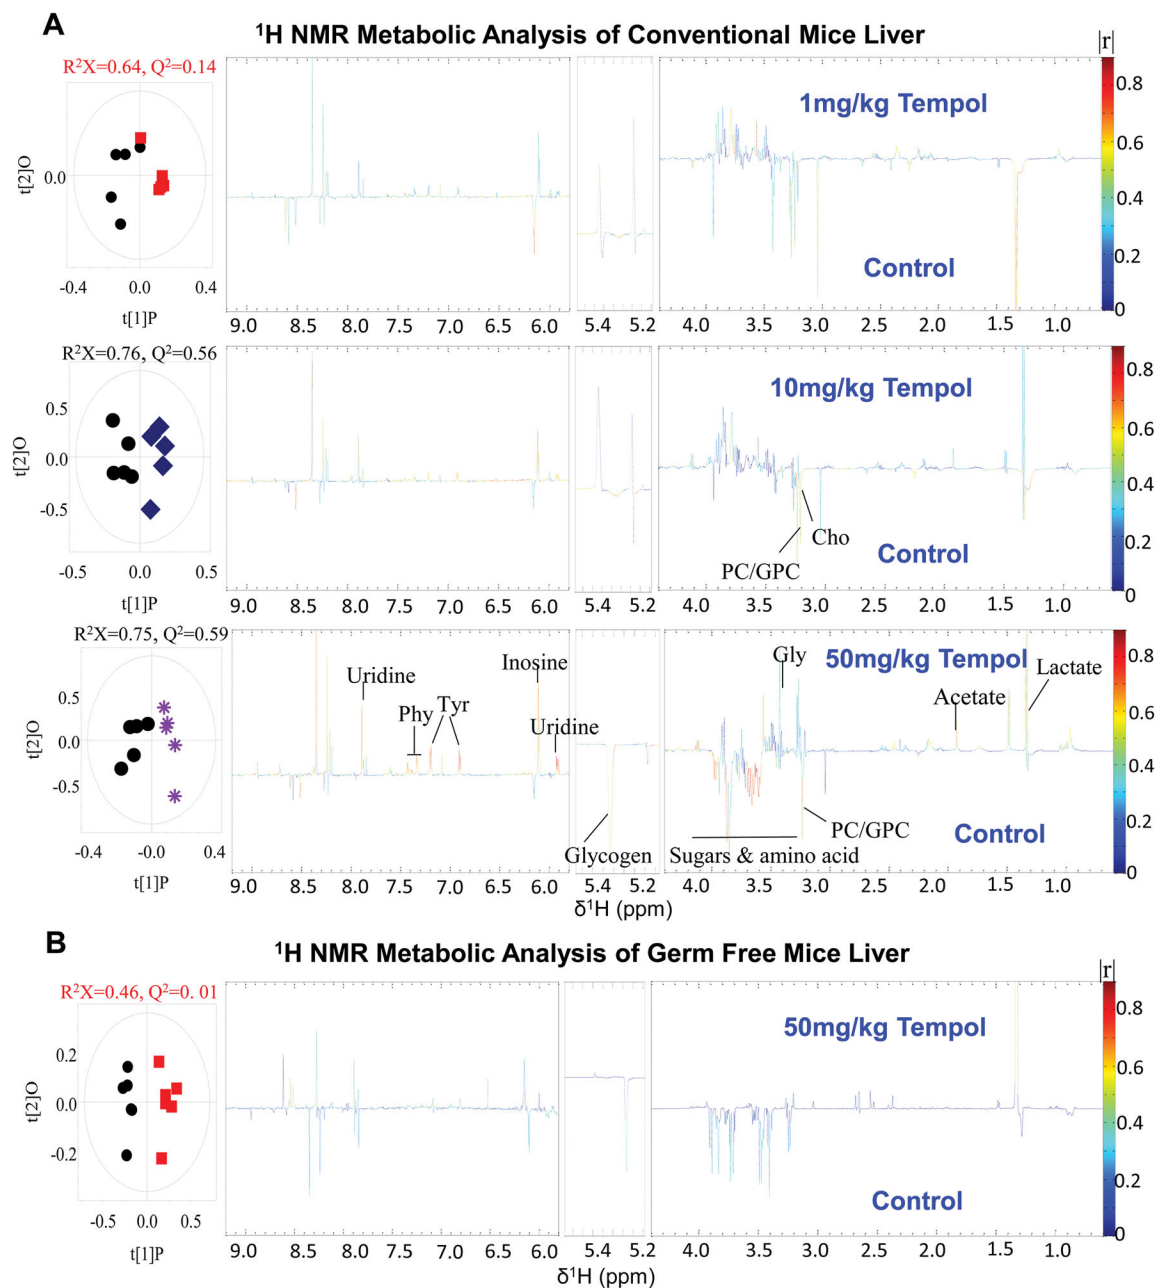 A
¹H NMR Metabolic Analysis of Conventional Mice Liver
|r|
R²X=0.64, Q²=0.14
t[2]O
0.0
-0.4 0.0 0.4
t[1]P
1mg/kg Tempol
Control
0.8
0.6
0.4
0.2
0
9.0 8.5 8.0 7.5 7.0 6.5 6.0 5.4 5.2 4.0 3.5 3.0 2.5 2.0 1.5 1.0
R²X=0.76, Q²=0.56
t[2]O
0.5
0.0
-0.5
-0.5 0.0 0.5
t[1]P
10mg/kg Tempol
Cho
PC/GPC
Control
0.8
0.6
0.4
0.2
0
9.0 8.5 8.0 7.5 7.0 6.5 6.0 5.4 5.2 4.0 3.5 3.0 2.5 2.0 1.5 1.0
R²X=0.75, Q²=0.59
t[2]O
0.5
0.0
-0.5
-0.4 -0.0 0.4
t[1]P
Uridine
Phy
Tyr
Inosine
Uridine
Glycogen
Gly
50mg/kg Tempol
Acetate
Lactate
PC/GPC
Sugars & amino acid
Control
0.8
0.6
0.4
0.2
0
9.0 8.5 8.0 7.5 7.0 6.5 6.0 5.4 5.2 4.0 3.5 3.0 2.5 2.0 1.5 1.0
δ¹H (ppm)
B
¹H NMR Metabolic Analysis of Germ Free Mice Liver
|r|
R²X=0.46, Q²=0. 01
t[2]O
0.2
0.0
-0.2
-0.5 0.0 0.5
t[1]P
50mg/kg Tempol
Control
0.8
0.6
0.4
0.2
0
9.0 8.5 8.0 7.5 7.0 6.5 6.0 5.4 5.2 4.0 3.5 3.0 2.5 2.0 1.5 1.0
δ¹H (ppm)